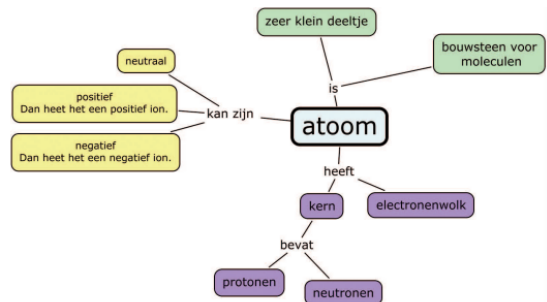 zeer klein deeltje
bouwsteen voor
moleculen
is
neutraal
positief
Dan heet het een positief ion.
negatief
Dan heet het een negatief ion.
kan zijn
atoom
heeft
kern
electronenwolk
bevat
protonen
neutronen